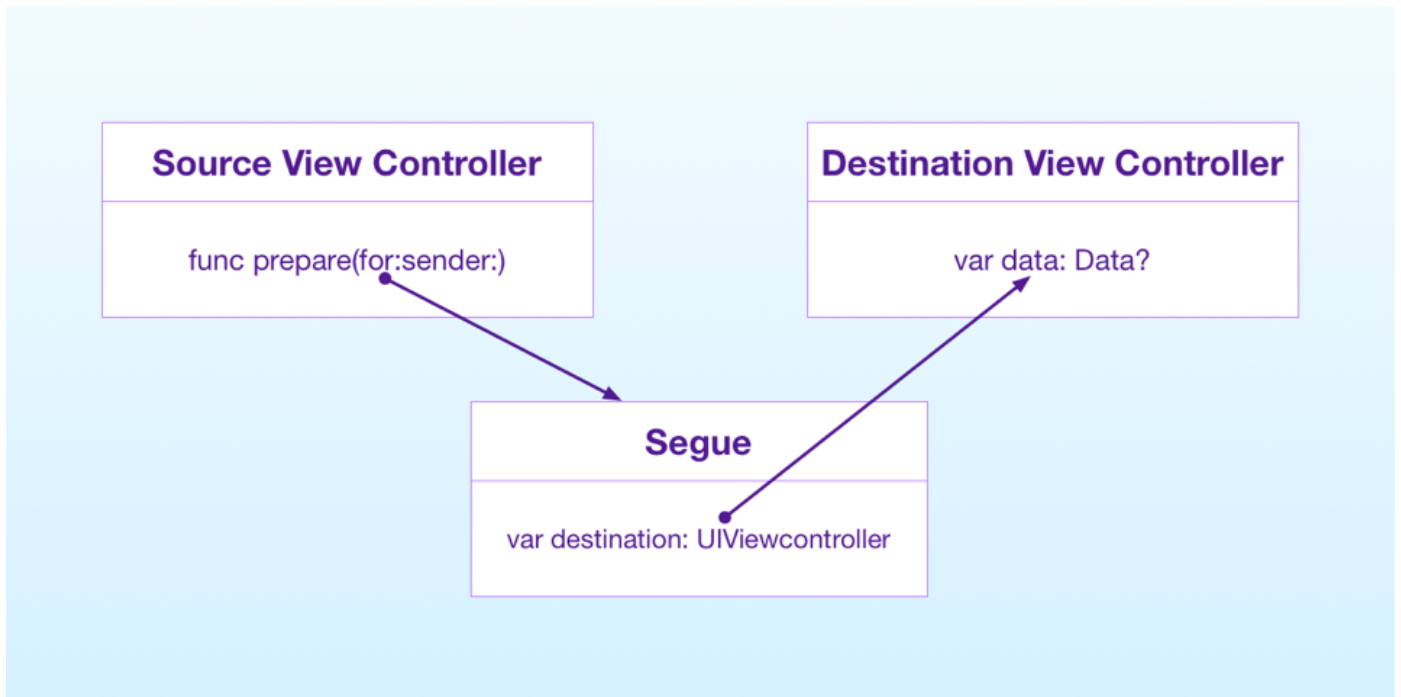 Source View Controller
func prepare(for:sender:)
Destination View Controller
var data: Data?
Segue
var destination: UIViewcontroller